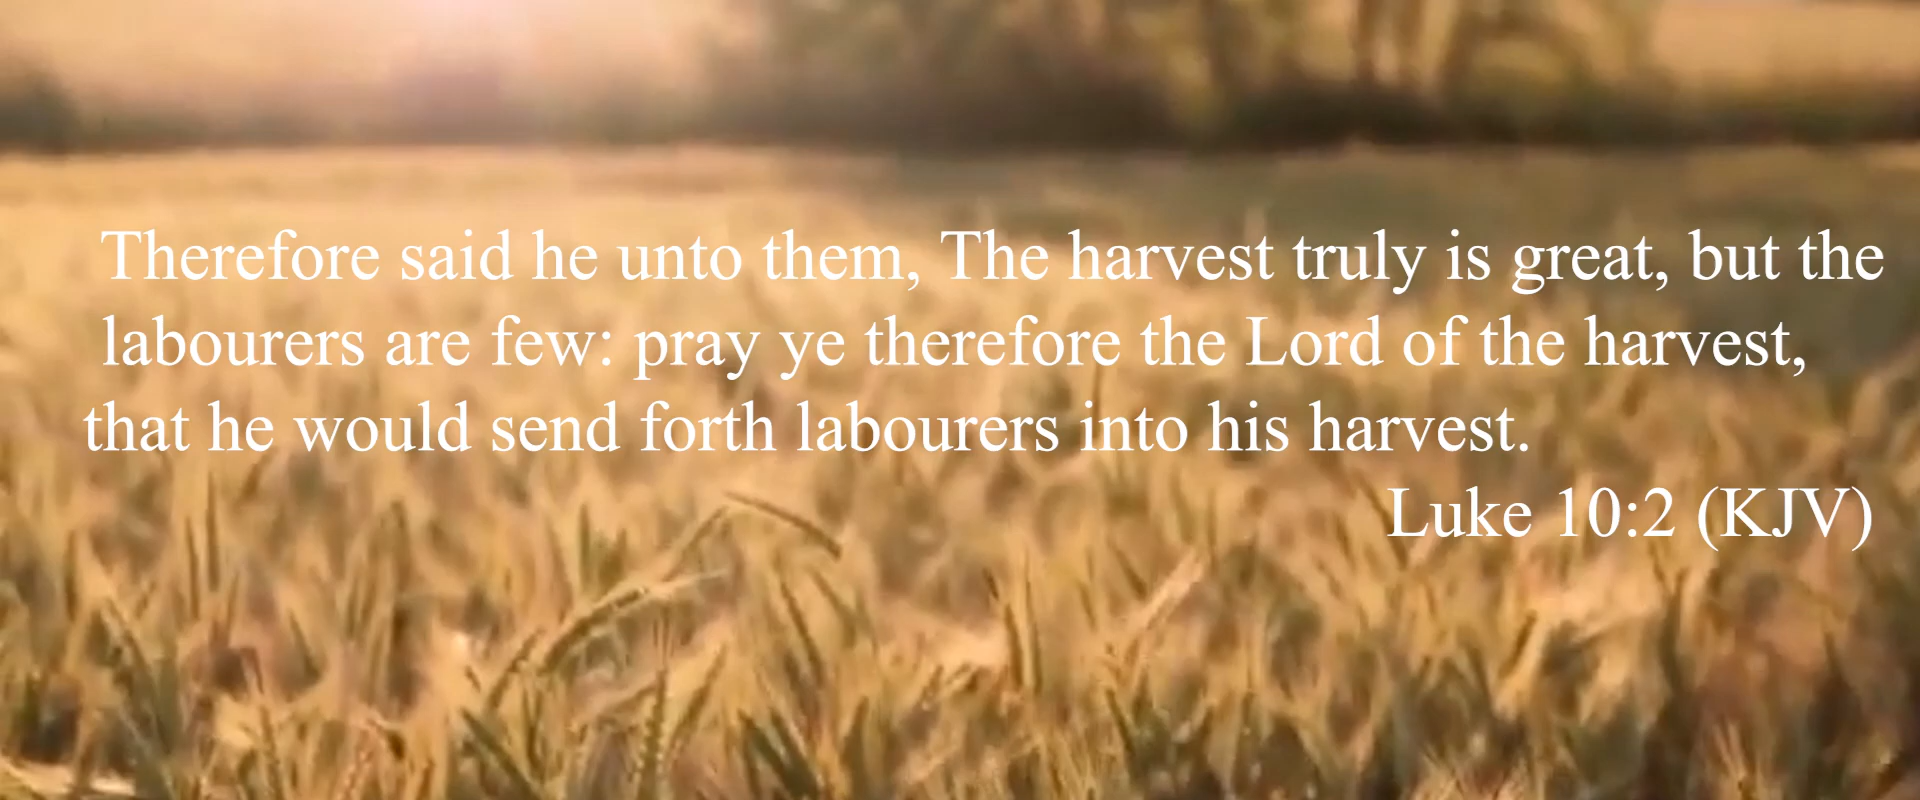 Therefore said he unto them, The harvest truly is great, but the
labourers are few: pray ye therefore the Lord of the harvest,
that he would send forth labourers into his harvest.
Luke 10:2 (KJV)